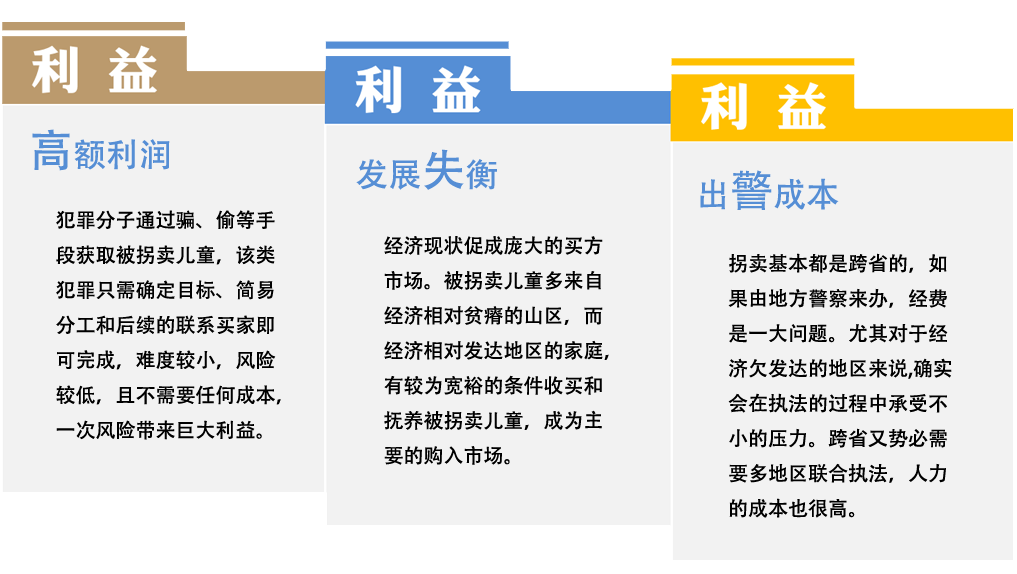 利 益
高额利润
犯罪分子通过骗、偷等手
段获取被拐卖儿童，该类
犯罪只需确定目标、简易
分工和后续的联系买家即
可完成，难度较小，风险
较低，且不需要任何成本，
一次风险带来巨大利益。
利 益
发展失衡
经济现状促成庞大的买方
市场。被拐卖儿童多来自
经济相对贫瘠的山区，而
经济相对发达地区的家庭，
有较为宽裕的条件收买和
抚养被拐卖儿童，成为主
要的购入市场。
利 益
出警成本
拐卖基本都是跨省的，如
果由地方警察来办，经费
是一大问题。尤其对于经
济欠发达的地区来说,确实
会在执法的过程中承受不
小的压力。跨省又势必需
要多地区联合执法，人力
的成本也很高。